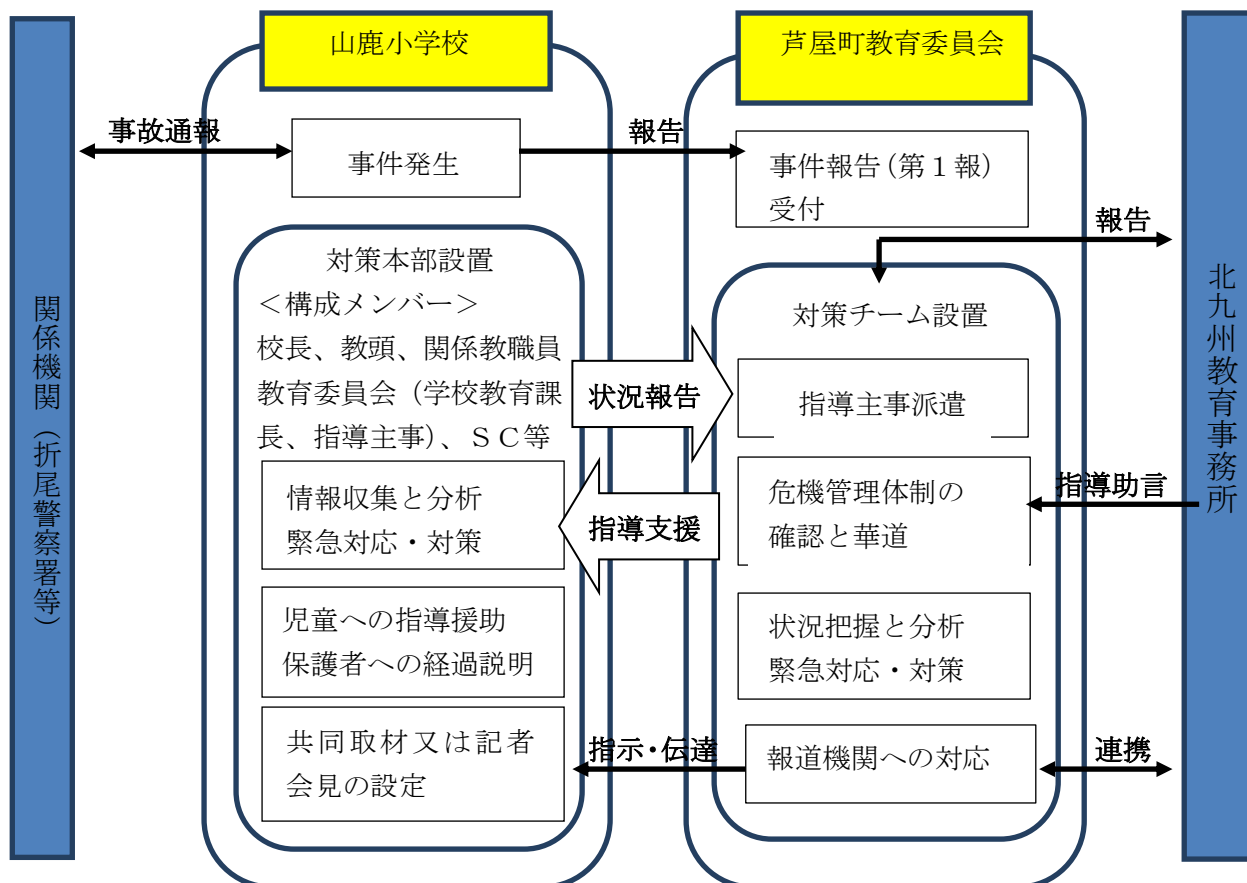 山鹿小学校
芦屋町教育委員会
事故通報
報告
事件発生
事件報告(第１報)
受付
報告
関係機関（折尾警察署等）
北九州教育事務所
対策本部設置
＜構成メンバー＞
校長、教頭、関係教職員
教育委員会（学校教育課
長、指導主事）、ＳＣ等
対策チーム設置
状況報告
指導主事派遣
情報収集と分析
緊急対応・対策
指導支援
危機管理体制の
確認と華道
指導助言
児童への指導援助
保護者への経過説明
状況把握と分析
緊急対応・対策
共同取材又は記者
会見の設定
指示・伝達
報道機関への対応
連携